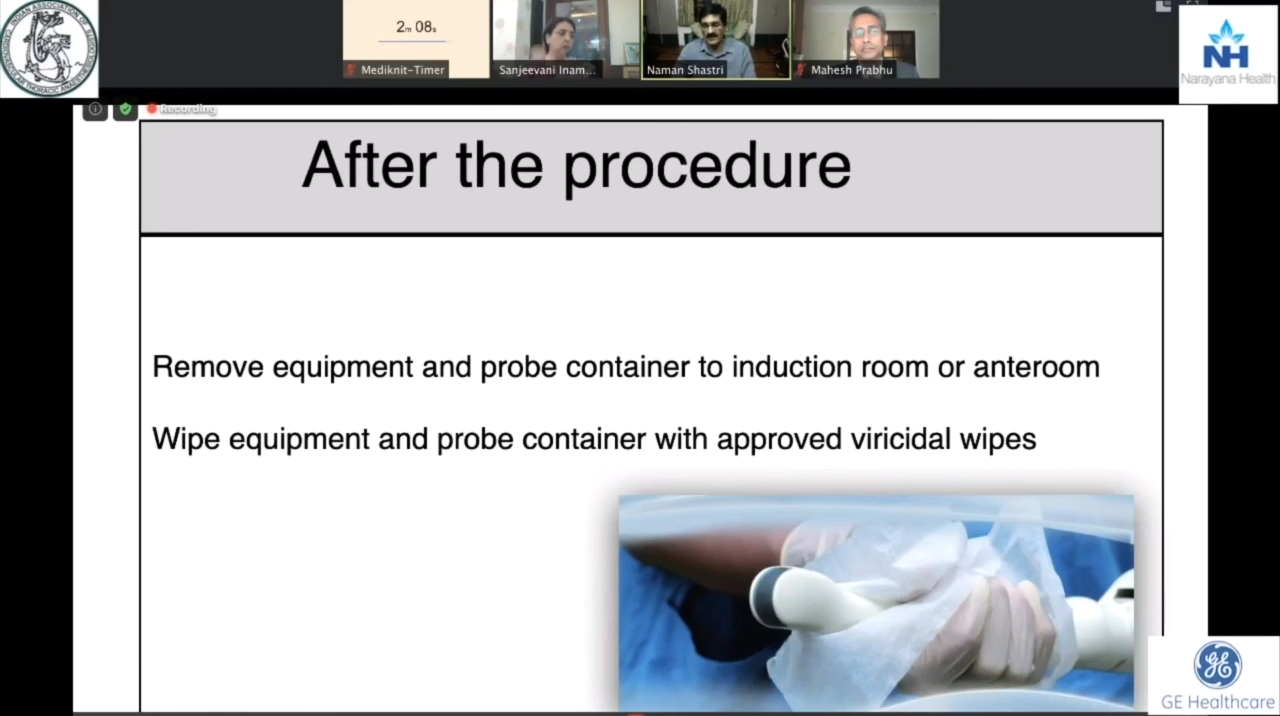 2m 08s
Mediknit-Timer
Sanjeevani Inam...
Naman Shastri
Mahesh Prabhu
NH
Narayana Health
Recording
After the procedure
Remove equipment and probe container to induction room or anteroom
Wipe equipment and probe container with approved viricidal wipes
GE Healthcare